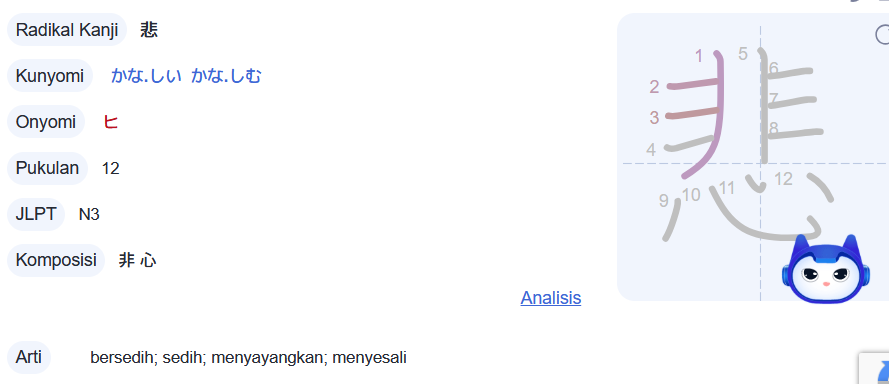 Radikal Kanji 悲
Kunyomi かな.しい かな.しむ
Onyomi ヒ
Pukulan 12
JLPT N3
Komposisi 非 心
Analisis
Arti bersedih; sedih; menyayangkan; menyesali
1 5
6
2
7
3
8
4
9 10 11 12
悲